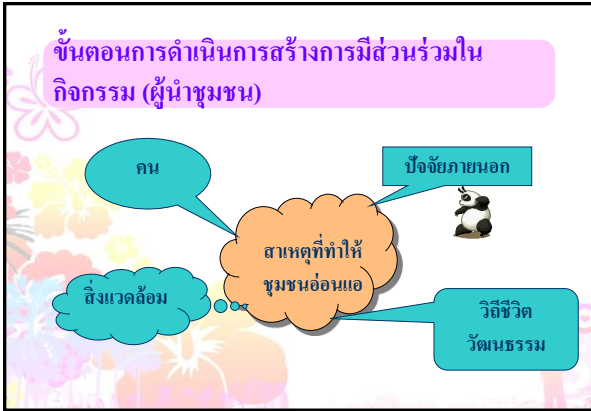 ขั้นตอนการดำเนินการสร้างการมีส่วนร่วมใน
กิจกรรม (ผู้นำชุมชน)
คน
ปัจจัยภายนอก
สาเหตุที่ทำให้
ชุมชนอ่อนแอ
สิ่งแวดล้อม
วิถีชีวิต
วัฒนธรรม